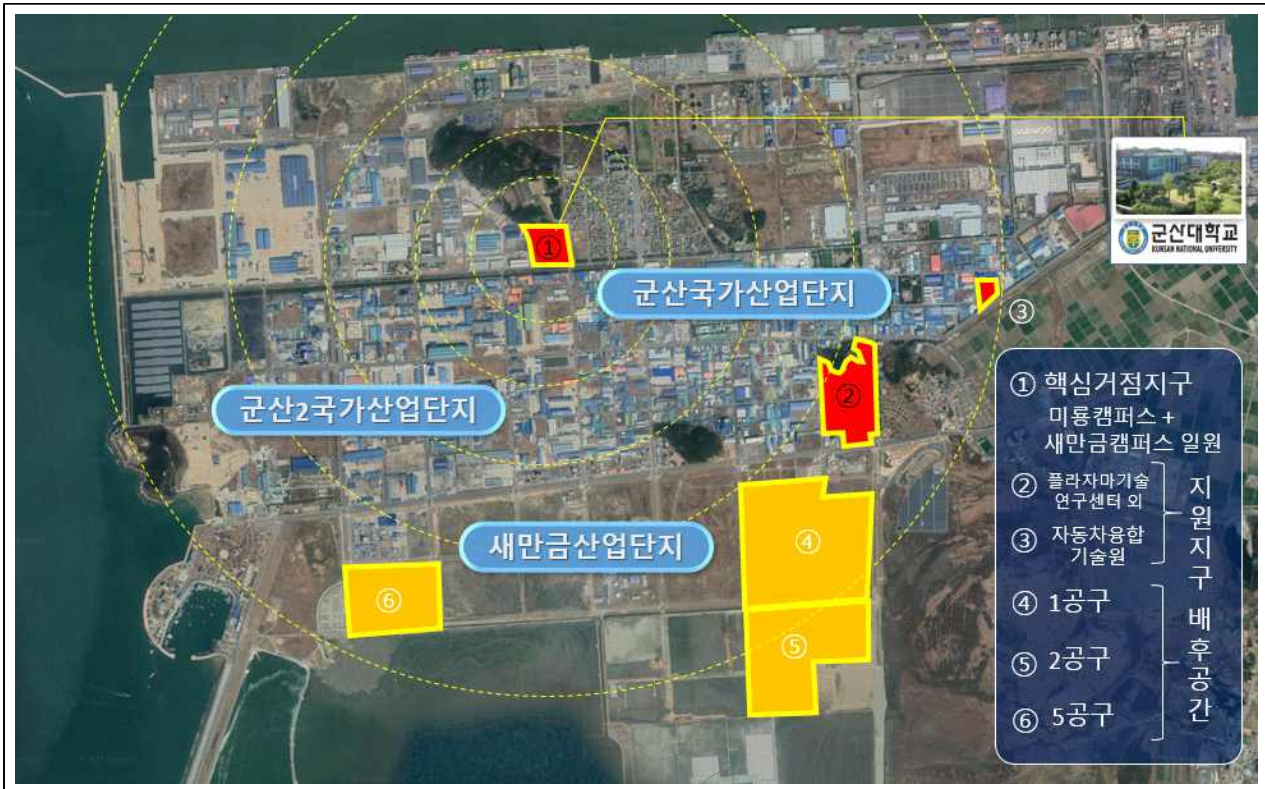 ①
군산대학교
KUNSAN NATIONAL UNIVERSITY
군산국가산업단지
③
②
군산2국가산업단지
새만금산업단지
④
⑥
⑤
① 핵심거점지구
미룡캠퍼스 +
새만금캠퍼스 일원
② 플라자마기술
연구센터 외
③ 자동차융합
기술원
지원지구
④ 1공구
⑤ 2공구
⑥ 5공구
배후공간